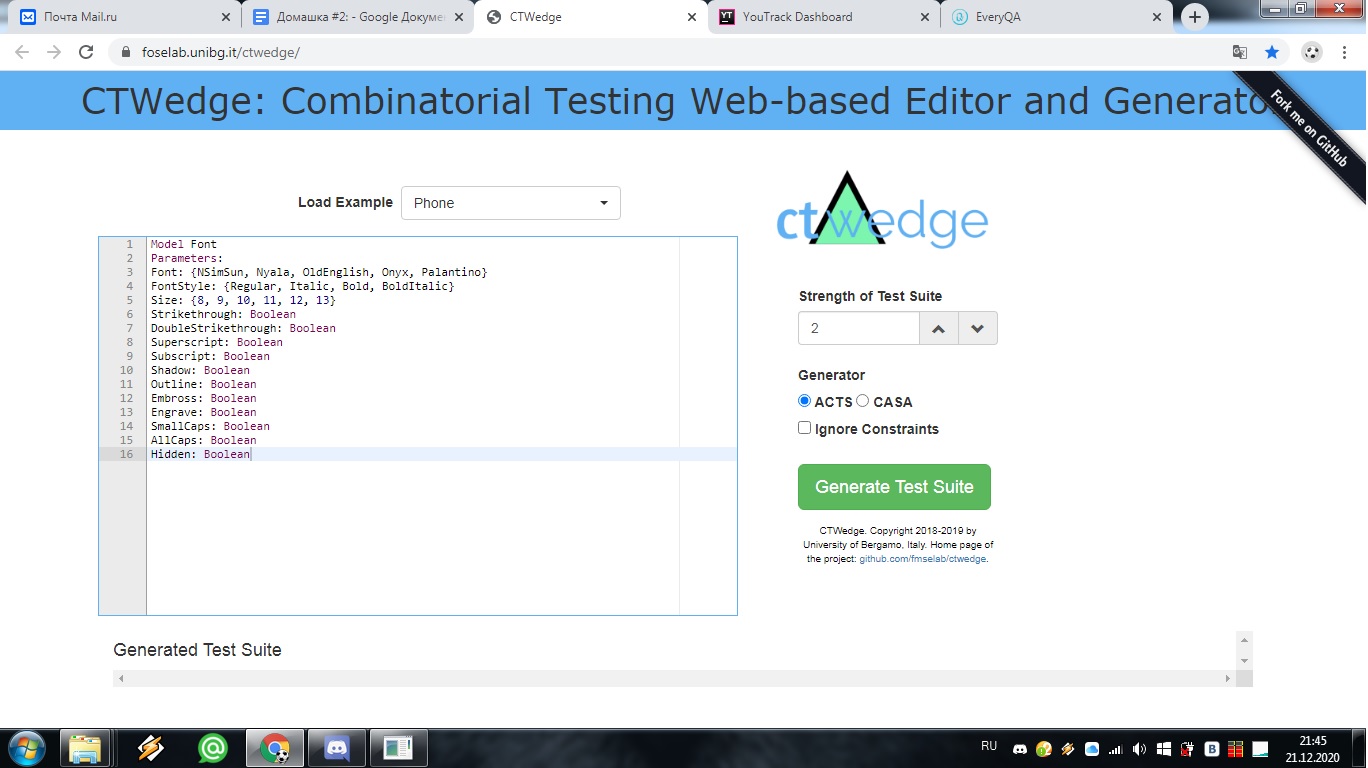 Почта Mail.ru
Домашка #2: - Google Докуме
CTWedge
YouTrack Dashboard
EveryQA
foselab.unibg.it/ctwedge/
CTWedge: Combinatorial Testing Web-based Editor and Generato
Fork me on GitHub
Load Example
Phone
ctwedge
1 Model Font
2 Parameters:
3 Font: {NSimSun, Nyala, OldEnglish, Onyx, Palantino}
4 FontStyle: {Regular, Italic, Bold, BoldItalic}
5 Size: {8, 9, 10, 11, 12, 13}
6 Strikethrough: Boolean
7 DoubleStrikethrough: Boolean
8 Superscript: Boolean
9 Subscript: Boolean
10 Shadow: Boolean
11 Outline: Boolean
12 Embross: Boolean
13 Engrave: Boolean
14 SmallCaps: Boolean
15 AllCaps: Boolean
16 Hidden: Boolean
Strength of Test Suite
2
Generator
ACTS CASA
Ignore Constraints
Generate Test Suite
CTWedge. Copyright 2018-2019 by
University of Bergamo, Italy. Home page of
the project: github.com/fmselab/ctwedge.
Generated Test Suite
RU
21:45
21.12.2020